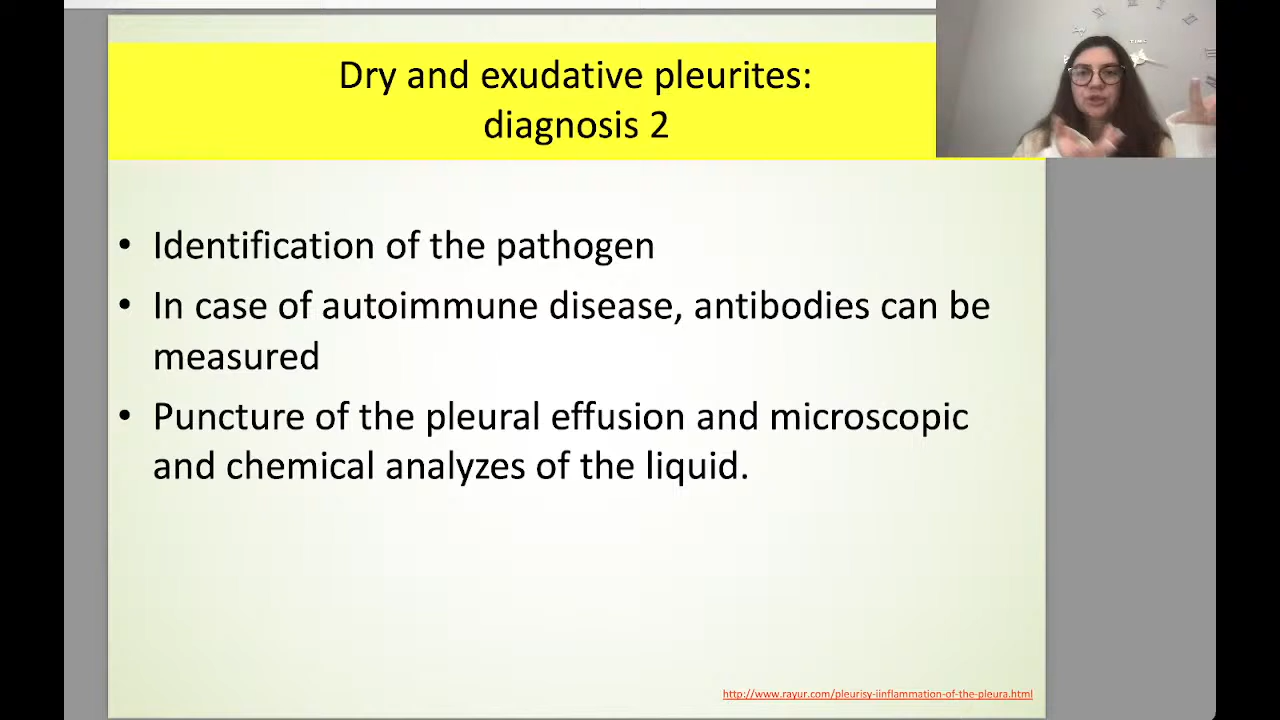 Dry and exudative pleurites:
diagnosis 2
• Identification of the pathogen
• In case of autoimmune disease, antibodies can be
measured
• Puncture of the pleural effusion and microscopic
and chemical analyzes of the liquid.
http://www.rayur.com/pleurisy-iinflammation-of-the-pleura.html